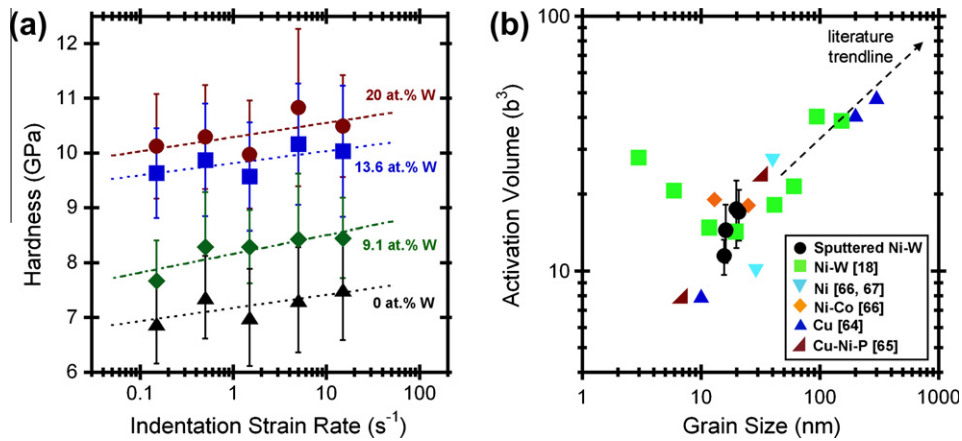 (a)
12
11
10
9
8
7
6
Hardness (GPa)
20 at.% W
13.6 at.% W
9.1 at.% W
0 at.% W
0.1
1
10
100
Indentation Strain Rate (s⁻¹)
(b)
100
10
Activation Volume (b³)
literature
trendline
Sputtered Ni-W
Ni-W [18]
Ni [66, 67]
Ni-Co [66]
Cu [64]
Cu-Ni-P [65]
1
10
100
1000
Grain Size (nm)